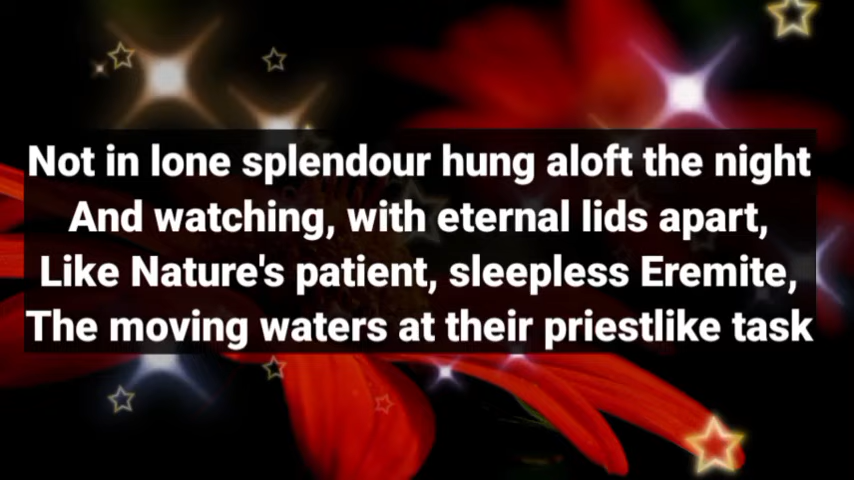 Not in lone splendour hung aloft the night
And watching, with eternal lids apart,
Like Nature's patient, sleepless Eremite,
The moving waters at their priestlike task